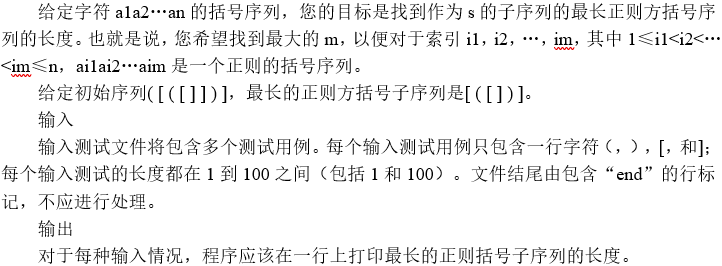 给定字符 a1a2…an 的括号序列，您的目标是找到作为 s 的子序列的最长正则方括号序
列的长度。也就是说，您希望找到最大的 m，以便对于索引 i1，i2，…，im，其中 1≤i1<i2<…
<im≤n，ai1ai2…aim 是一个正则的括号序列。
给定初始序列( [ ( [ ] ] ) ]，最长的正则方括号子序列是[ ( [ ] ) ]。
输入
输入测试文件将包含多个测试用例。每个输入测试用例只包含一行字符（，），[，和]；
每个输入测试的长度都在 1 到 100 之间（包括 1 和 100）。文件结尾由包含“end”的行标
记，不应进行处理。
输出
对于每种输入情况，程序应该在一行上打印最长的正则括号子序列的长度。